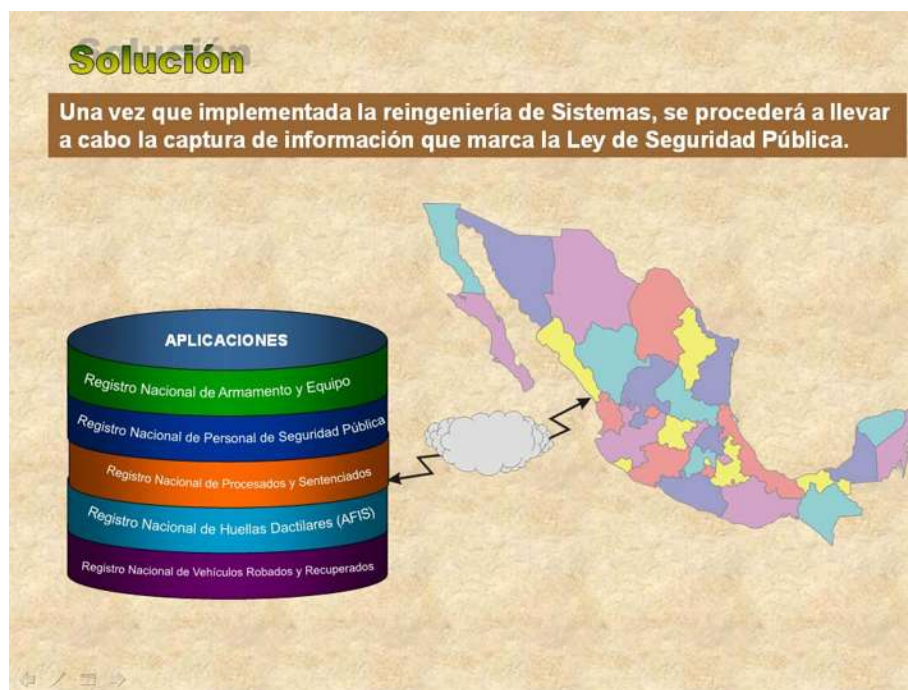 Solución
Una vez que implementada la reingeniería de Sistemas, se procederá a llevar
a cabo la captura de información que marca la Ley de Seguridad Pública.
APLICACIONES
Registro Nacional de Armamento y Equipo
Registro Nacional de Personal de Seguridad Pública
Registro Nacional de Procesados y Sentenciados
Registro Nacional de Huellas Dactilares (AFIS)
Registro Nacional de Vehículos Robados y Recuperados